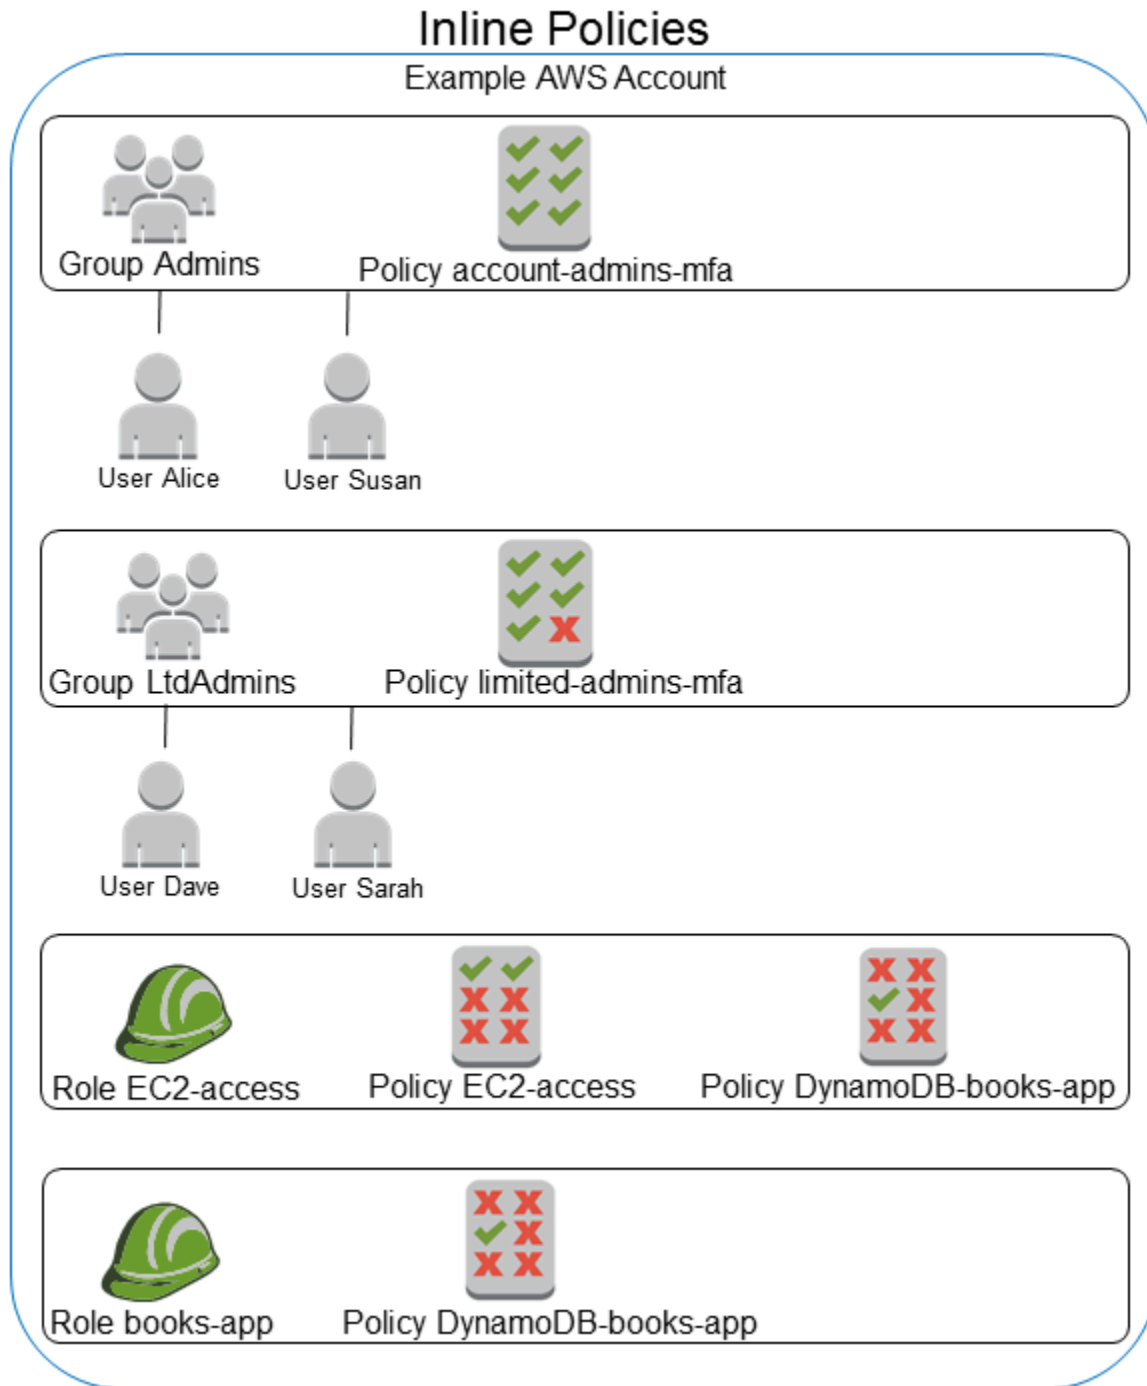 Inline Policies
Example AWS Account
Group Admins
Policy account-admins-mfa
User Alice
User Susan
Group LtdAdmins
Policy limited-admins-mfa
User Dave
User Sarah
Role EC2-access
Policy EC2-access
Policy DynamoDB-books-app
Role books-app
Policy DynamoDB-books-app